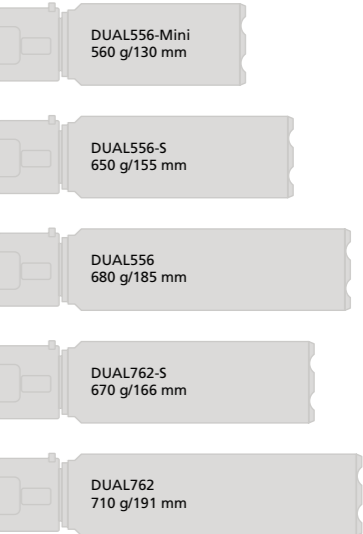 DUAL556-Mini
560 g/130 mm
DUAL556-S
650 g/155 mm
DUAL556
680 g/185 mm
DUAL762-S
670 g/166 mm
DUAL762
710 g/191 mm